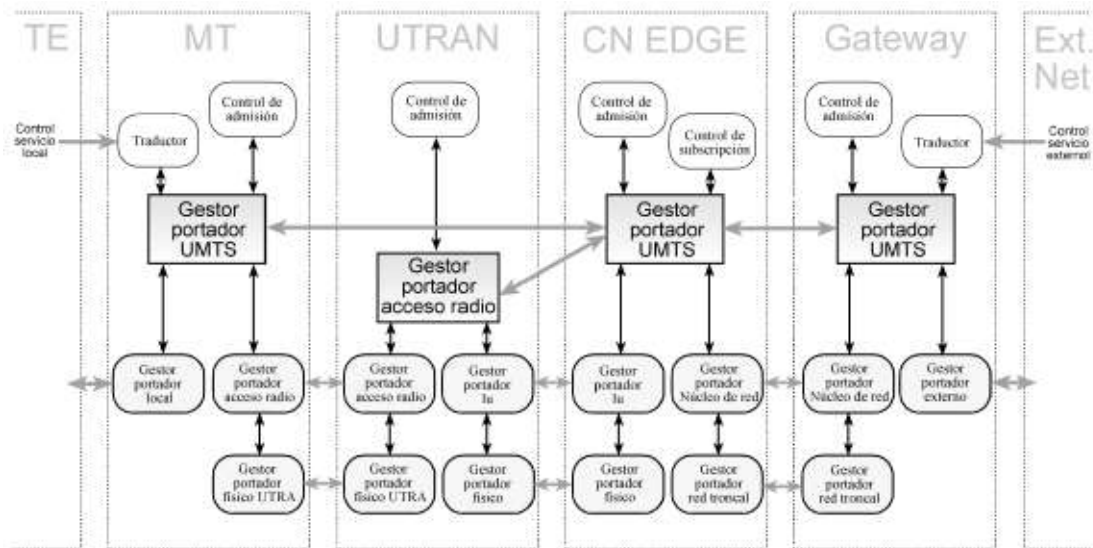 TE
MT
UTRAN
CN EDGE
Gateway
Ext.
Net
Control
servicio
local
Traductor
Control de
admisión
Control de
admisión
Control de
admisión
Control de
subscripción
Control de
admisión
Traductor
Control
servicio
external
Gestor
portador
UMTS
Gestor
portador
acceso radio
Gestor
portador
UMTS
Gestor
portador
UMTS
Gestor
portador
local
Gestor
portador
acceso radio
Gestor
portador
acceso radio
Gestor
portador
Iu
Gestor
portador
Iu
Gestor
portador
Núcleo de red
Gestor
portador
Núcleo de red
Gestor
portador
externo
Gestor
portador
físico UTRA
Gestor
portador
físico UTRA
Gestor
portador
físico
Gestor
portador
físico
Gestor
portador
red troncal
Gestor
portador
red troncal